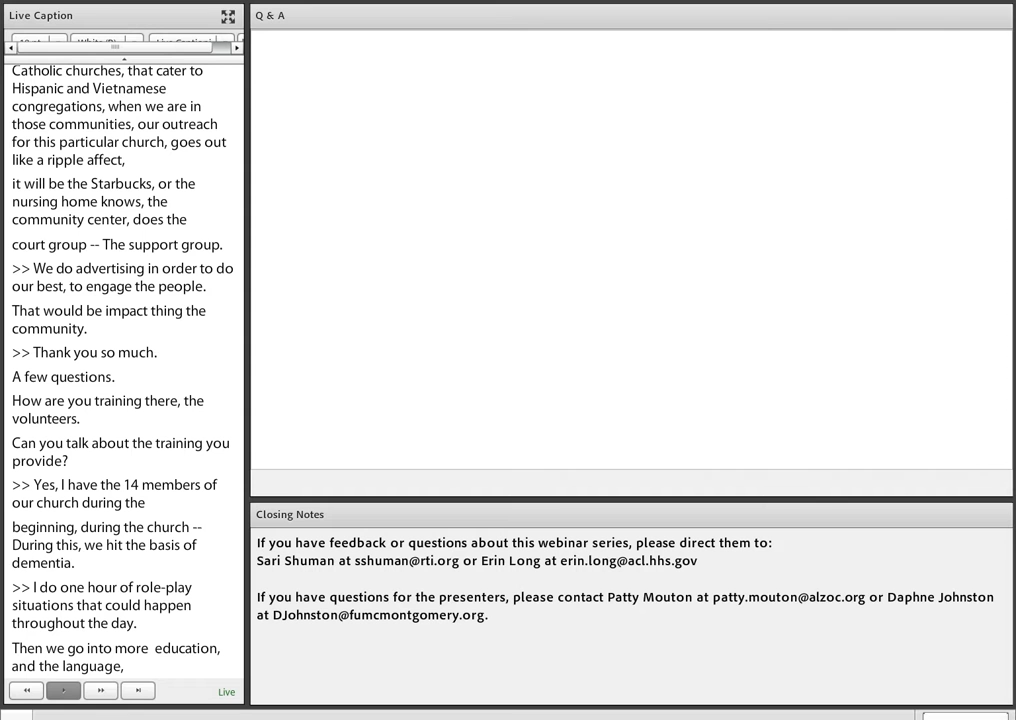 Live Caption
Catholic churches, that cater to
Hispanic and Vietnamese
congregations, when we are in
those communities, our outreach
for this particular church, goes out
like a ripple affect,
it will be the Starbucks, or the
nursing home knows, the
community center, does the
court group -- The support group.
>> We do advertising in order to do
our best, to engage the people.
That would be impact thing the
community.
>> Thank you so much.
A few questions.
How are you training there, the
volunteers.
Can you talk about the training you
provide?
>> Yes, I have the 14 members of
our church during the
beginning, during the church --
During this, we hit the basis of
dementia.
>> I do one hour of role-play
situations that could happen
throughout the day.
Then we go into more  education,
and the language,
Live
Q & A
Closing Notes
If you have feedback or questions about this webinar series, please direct them to:
Sari Shuman at sshuman@rti.org or Erin Long at erin.long@acl.hhs.gov
If you have questions for the presenters, please contact Patty Mouton at patty.mouton@alzoc.org or Daphne Johnston
at DJohnston@fumcmontgomery.org.